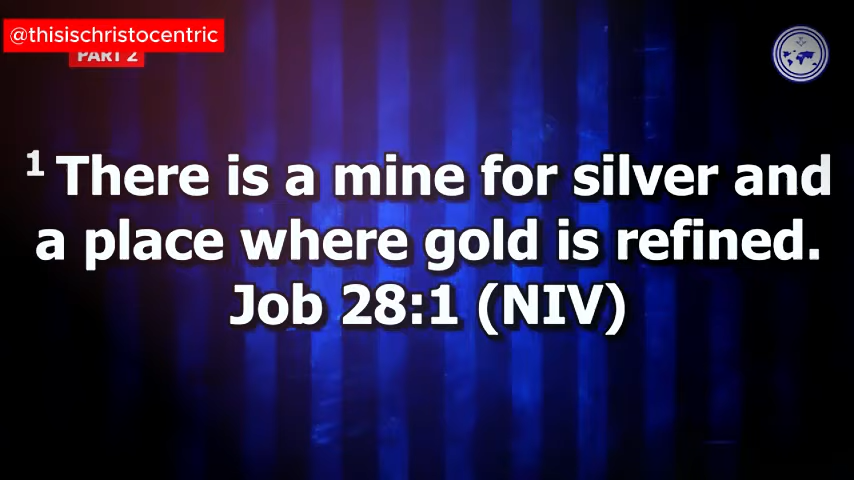 @thisischristocentric
PART 2
1 There is a mine for silver and
a place where gold is refined.
Job 28:1 (NIV)